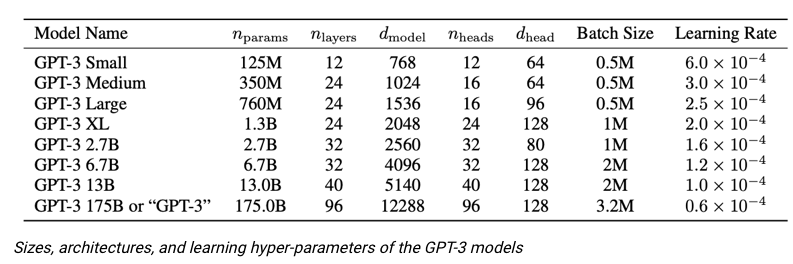 Model Name n_params n_layers d_model n_heads d_head Batch Size Learning Rate
GPT-3 Small 125M 12 768 12 64 0.5M 6.0 × 10⁻⁴
GPT-3 Medium 350M 24 1024 16 64 0.5M 3.0 × 10⁻⁴
GPT-3 Large 760M 24 1536 16 96 0.5M 2.5 × 10⁻⁴
GPT-3 XL 1.3B 24 2048 24 128 1M 2.0 × 10⁻⁴
GPT-3 2.7B 2.7B 32 2560 32 80 1M 1.6 × 10⁻⁴
GPT-3 6.7B 6.7B 32 4096 32 128 2M 1.2 × 10⁻⁴
GPT-3 13B 13.0B 40 5140 40 128 2M 1.0 × 10⁻⁴
GPT-3 175B or “GPT-3” 175.0B 96 12288 96 128 3.2M 0.6 × 10⁻⁴
Sizes, architectures, and learning hyper-parameters of the GPT-3 models